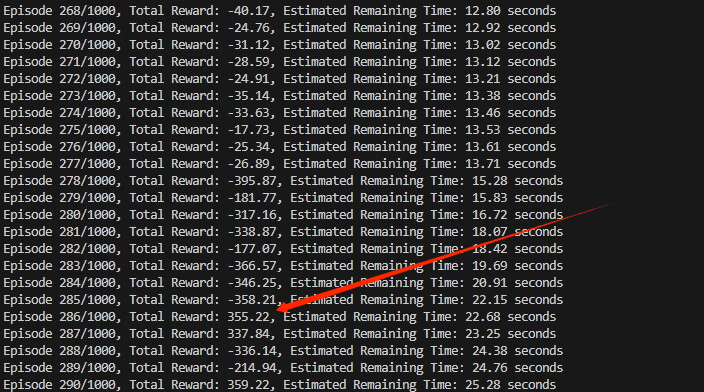 Episode 268/1000, Total Reward: -40.17, Estimated Remaining Time: 12.80 seconds
Episode 269/1000, Total Reward: -24.76, Estimated Remaining Time: 12.92 seconds
Episode 270/1000, Total Reward: -31.12, Estimated Remaining Time: 13.02 seconds
Episode 271/1000, Total Reward: -28.59, Estimated Remaining Time: 13.12 seconds
Episode 272/1000, Total Reward: -24.91, Estimated Remaining Time: 13.21 seconds
Episode 273/1000, Total Reward: -35.14, Estimated Remaining Time: 13.38 seconds
Episode 274/1000, Total Reward: -33.63, Estimated Remaining Time: 13.46 seconds
Episode 275/1000, Total Reward: -17.73, Estimated Remaining Time: 13.53 seconds
Episode 276/1000, Total Reward: -25.34, Estimated Remaining Time: 13.61 seconds
Episode 277/1000, Total Reward: -26.89, Estimated Remaining Time: 13.71 seconds
Episode 278/1000, Total Reward: -395.87, Estimated Remaining Time: 15.28 seconds
Episode 279/1000, Total Reward: -181.77, Estimated Remaining Time: 15.83 seconds
Episode 280/1000, Total Reward: -317.16, Estimated Remaining Time: 16.72 seconds
Episode 281/1000, Total Reward: -338.87, Estimated Remaining Time: 18.07 seconds
Episode 282/1000, Total Reward: -177.07, Estimated Remaining Time: 18.42 seconds
Episode 283/1000, Total Reward: -366.57, Estimated Remaining Time: 19.69 seconds
Episode 284/1000, Total Reward: -346.25, Estimated Remaining Time: 20.91 seconds
Episode 285/1000, Total Reward: -358.21, Estimated Remaining Time: 22.15 seconds
Episode 286/1000, Total Reward: 355.22, Estimated Remaining Time: 22.68 seconds
Episode 287/1000, Total Reward: 337.84, Estimated Remaining Time: 23.25 seconds
Episode 288/1000, Total Reward: -336.14, Estimated Remaining Time: 24.38 seconds
Episode 289/1000, Total Reward: -214.94, Estimated Remaining Time: 24.76 seconds
Episode 290/1000, Total Reward: 359.22, Estimated Remaining Time: 25.28 seconds